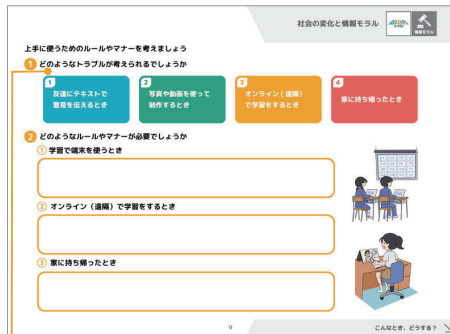 社会の変化と情報モラル
情報モラル
上手に使うためのルールやマナーを考えましょう
1 どのようなトラブルが考えられるでしょうか
1
友達にテキストで
意見を伝えるとき
2
写真や動画を使って
制作するとき
3
オンライン(遠隔)
で学習をするとき
4
家に持ち帰ったとき
2 どのようなルールやマナーが必要でしょうか
① 学習で端末を使うとき
② オンライン(遠隔)で学習をするとき
③ 家に持ち帰ったとき
9
こんなとき、どうする?